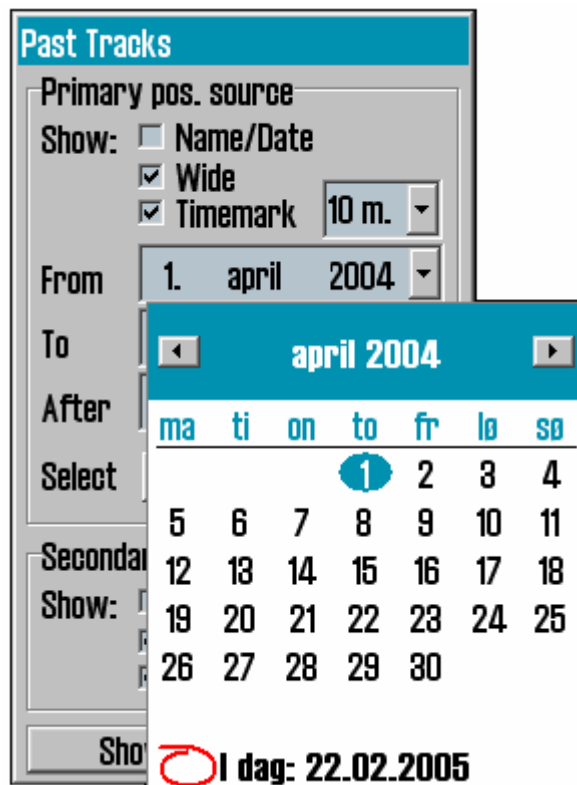 Past Tracks
Primary pos. source
Show: Name/Date
Wide
Timemark 10 m.
From 1. april 2004
To
After
Select
april 2004
ma ti on to fr lø sø
1 2 3 4
5 6 7 8 9 10 11
12 13 14 15 16 17 18
19 20 21 22 23 24 25
26 27 28 29 30
I dag: 22.02.2005
Show: